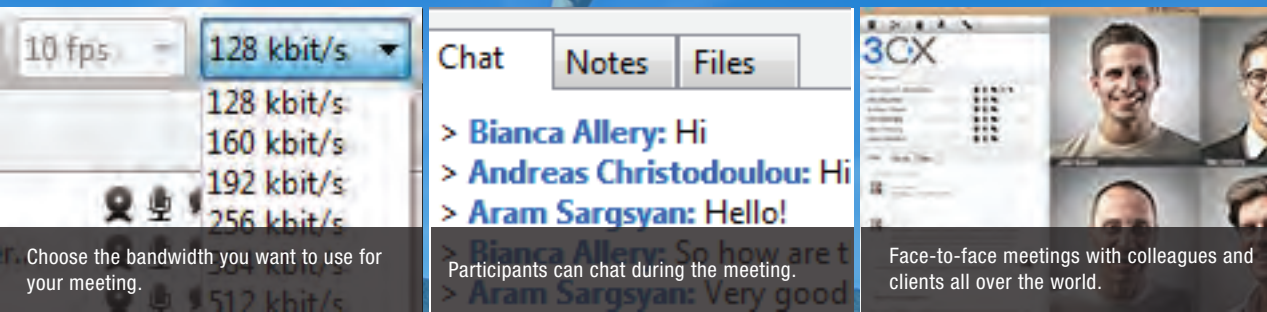 10 fps
128 kbit/s
128 kbit/s
160 kbit/s
192 kbit/s
256 kbit/s
384 kbit/s
512 kbit/s
Choose the bandwidth you want to use for
your meeting.
Chat
Notes
Files
> Bianca Allery: Hi
> Andreas Christodoulou: Hi
> Aram Sargsyan: Hello!
> Bianca Allery: So how are t
> Aram Sargsyan: Very good
Participants can chat during the meeting.
3CX
Face-to-face meetings with colleagues and
clients all over the world.